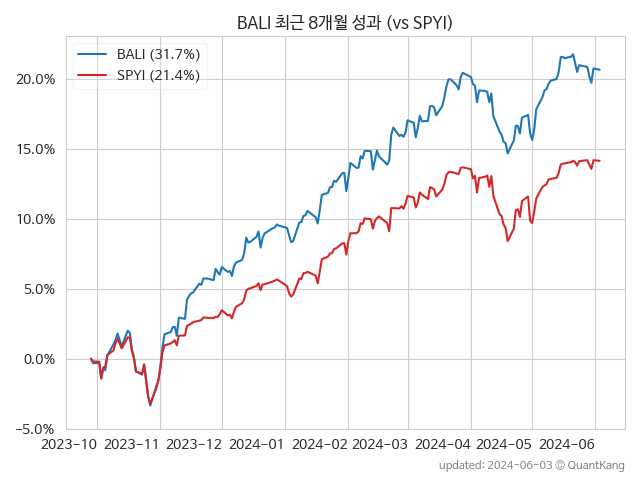 BALI 최근 8개월 성과 (vs SPYI)
BALI (31.7%)
SPYI (21.4%)
20.0%
15.0%
10.0%
5.0%
0.0%
−5.0%
2023-10 2023-11 2023-12 2024-01 2024-02 2024-03 2024-04 2024-05 2024-06
updated: 2024-06-03 © QuantKang